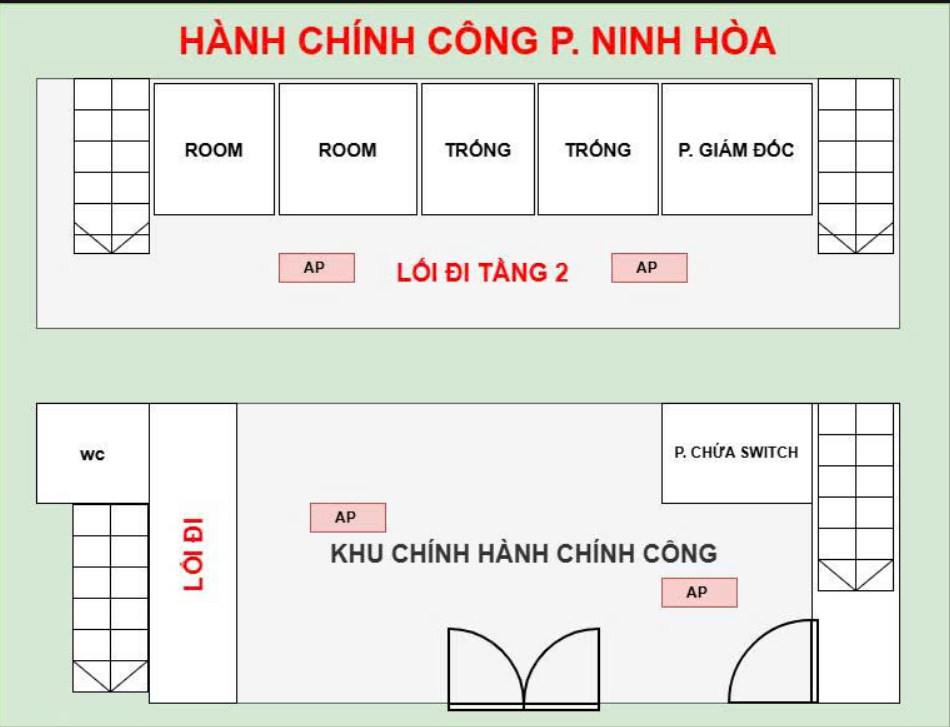 HÀNH CHÍNH CÔNG P. NINH HÒA
ROOM
ROOM
TRỐNG
TRỐNG
P. GIÁM ĐỐC
AP
LỐI ĐI TẦNG 2
AP
WC
P. CHỨA SWITCH
LỐI ĐI
AP
KHU CHÍNH HÀNH CHÍNH CÔNG
AP